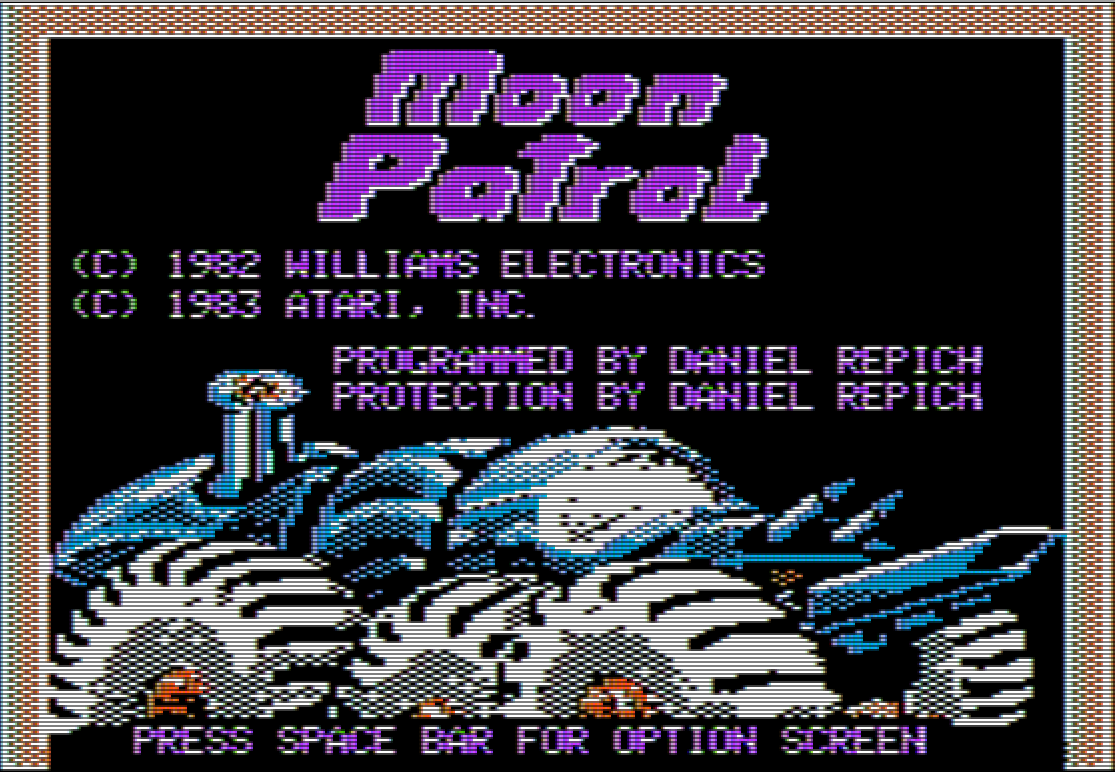 Moon
Patrol
(C) 1982 WILLIAMS ELECTRONICS
(C) 1983 ATARI, INC.
PROGRAMMED BY DANIEL REPICH
PROTECTION BY DANIEL REPICH
PRESS SPACE BAR FOR OPTION SCREEN